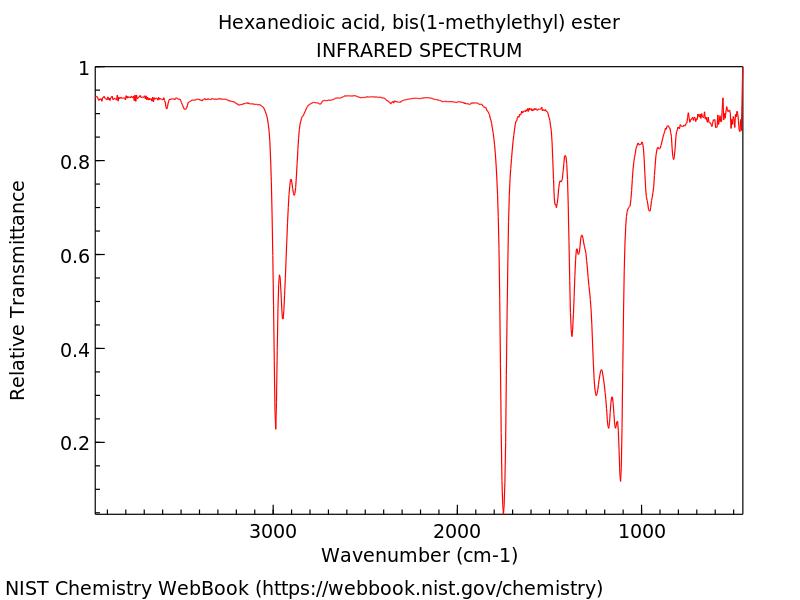 Hexanedioic acid, bis(1-methylethyl) ester
INFRARED SPECTRUM
1
0.8
0.6
0.4
0.2
Relative Transmittance
3000 2000 1000
Wavenumber (cm-1)
NIST Chemistry WebBook (https://webbook.nist.gov/chemistry)